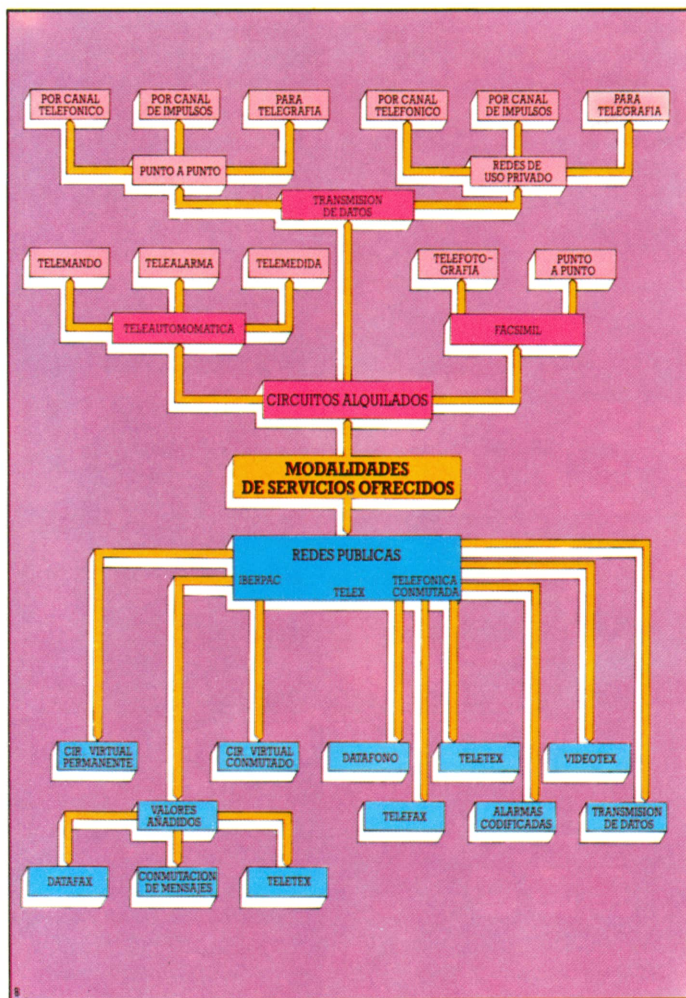 POR CANAL
TELEFONICO
POR CANAL
DE IMPULSOS
PARA
TELEGRAFIA
POR CANAL
TELEFONICO
POR CANAL
DE IMPULSOS
PARA
TELEGRAFIA
PUNTO A PUNTO
REDES DE
USO PRIVADO
TRANSMISION
DE DATOS
TELEMANDO
TELEALARMA
TELEMEDIDA
TELEFOTO-
GRAFIA
PUNTO
A PUNTO
TELEAUTOMOMATICA
FACSIMIL
CIRCUITOS ALQUILADOS
MODALIDADES
DE SERVICIOS OFRECIDOS
REDES PUBLICAS
IBERPAC
TELEX
TELEFONICA
CONMUTADA
CIR. VIRTUAL
PERMANENTE
CIR. VIRTUAL
CONMUTADO
DATAFONO
TELETEX
VIDEOTEX
VALORES
AÑADIDOS
TELEFAX
ALARMAS
CODIFICADAS
TRANSMISION
DE DATOS
DATAFAX
CONMUTACION
DE MENSAJES
TELETEX